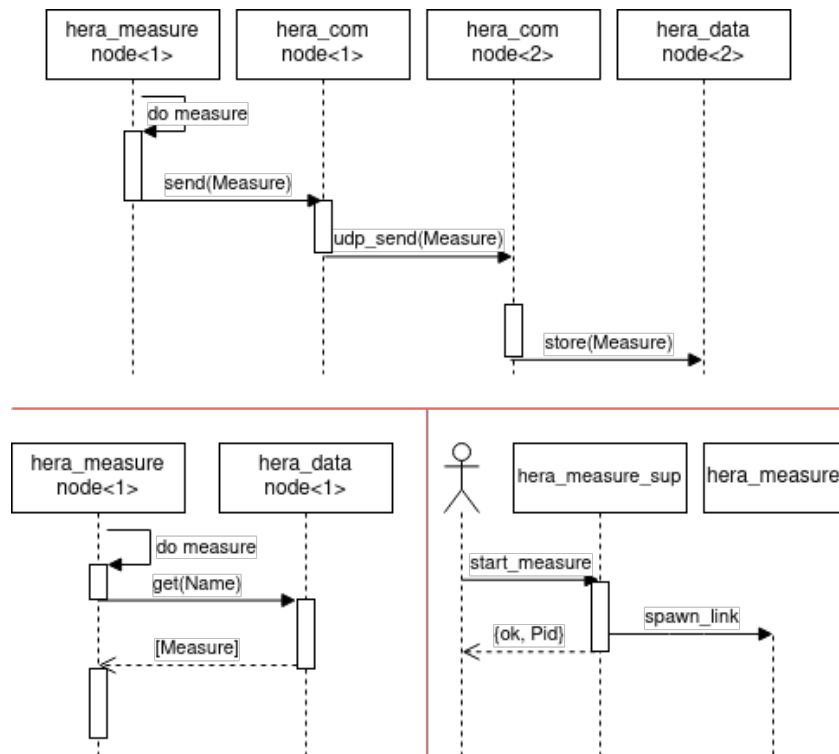 hera_measure
node<1>
hera_com
node<1>
hera_com
node<2>
hera_data
node<2>
do measure
send(Measure)
udp_send(Measure)
store(Measure)
hera_measure
node<1>
hera_data
node<1>
do measure
get(Name)
[Measure]
hera_measure_sup
hera_measure
start_measure
spawn_link
{ok, Pid}